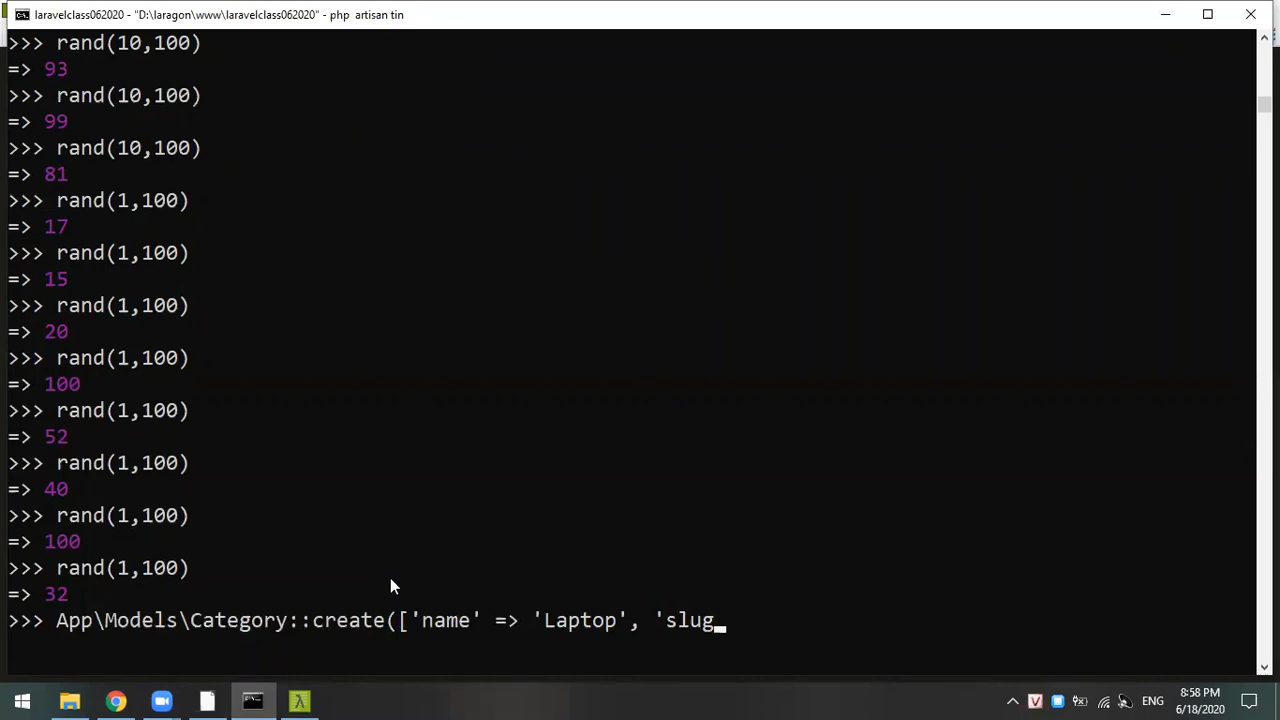 laravelclass062020 - "D:\laragon\www\laravelclass062020" - php  artisan tin
>>> rand(10,100)
=> 93
>>> rand(10,100)
=> 99
>>> rand(10,100)
=> 81
>>> rand(1,100)
=> 17
>>> rand(1,100)
=> 15
>>> rand(1,100)
=> 20
>>> rand(1,100)
=> 100
>>> rand(1,100)
=> 52
>>> rand(1,100)
=> 40
>>> rand(1,100)
=> 100
>>> rand(1,100)
=> 32
>>> App\Models\Category::create(['name' => 'Laptop', 'slug
V
ENG
8:58 PM
6/18/2020